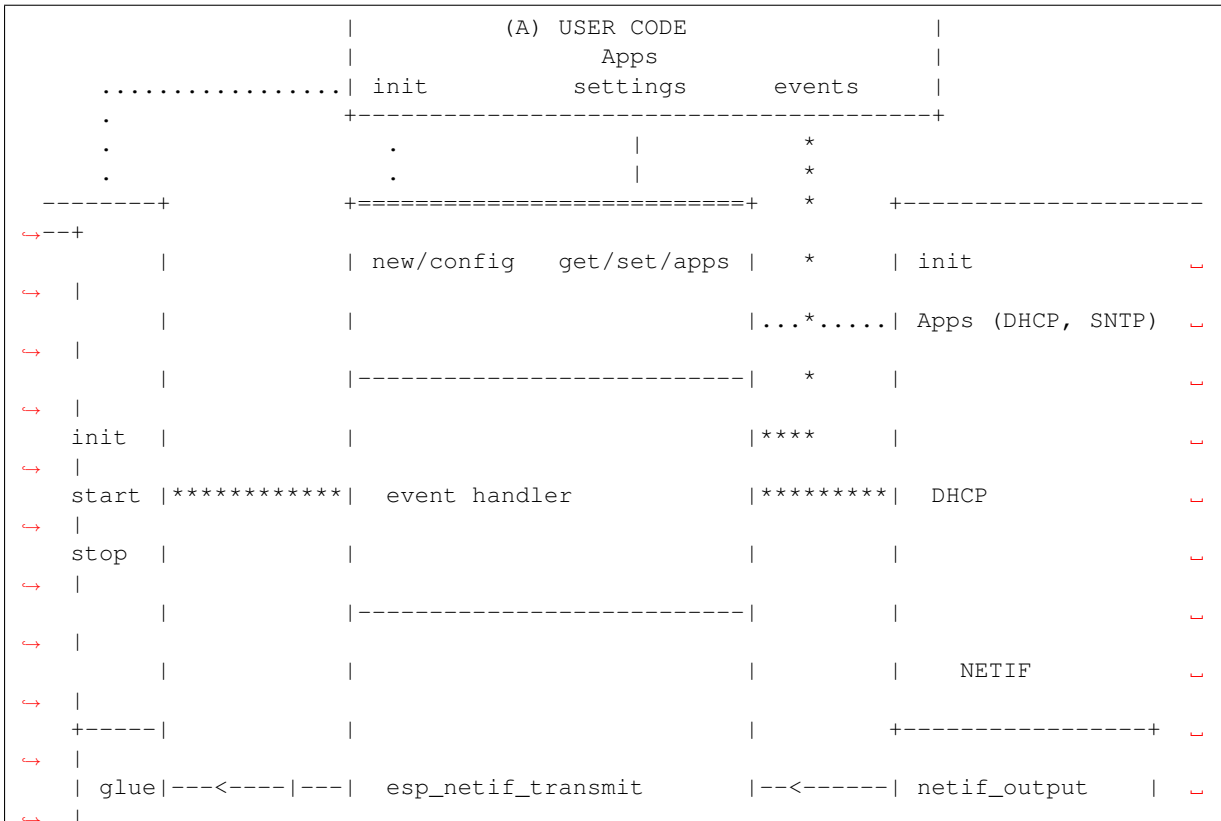 |          (A) USER CODE                 |
|                 Apps                   |
.................| init          settings      events     |
.                +----------------------------------------+
.                   .                |           *
.                   .                |           *
--------+             +===========================+   *     +---------------------
↪--+
|             | new/config   get/set/apps |   *     | init                   ␣
↪   |
|             |                           |...*.....| Apps (DHCP, SNTP)      ␣
↪   |
|             |---------------------------|   *     |                        ␣
↪   |
init  |             |                           |****     |                        ␣
↪   |
start |************|  event handler            |*********|  DHCP                  ␣
↪   |
stop  |             |                           |         |                        ␣
↪   |
|             |---------------------------|         |                        ␣
↪   |
|             |                           |         |    NETIF               ␣
↪   |
+-----|             |                           |         +-----------------+      ␣
↪   |
| glue|---<----|---|  esp_netif_transmit       |--<------| netif_output    |      ␣
↪   |